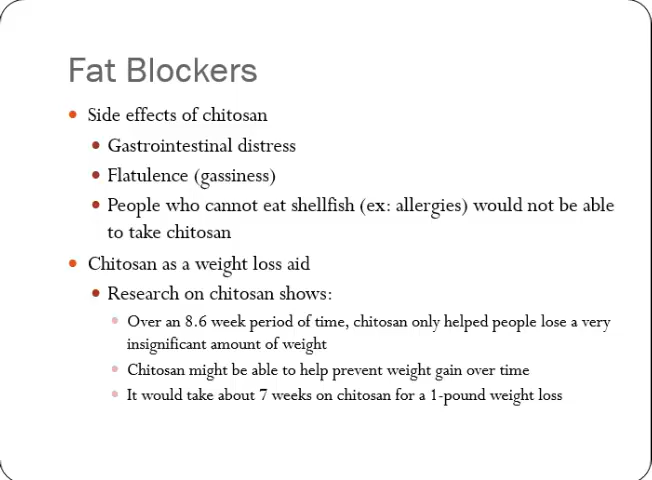 Fat Blockers
Side effects of chitosan
Gastrointestinal distress
Flatulence (gassiness)
People who cannot eat shellfish (ex: allergies) would not be able
to take chitosan
Chitosan as a weight loss aid
Research on chitosan shows:
Over an 8.6 week period of time, chitosan only helped people lose a very
insignificant amount of weight
Chitosan might be able to help prevent weight gain over time
It would take about 7 weeks on chitosan for a 1-pound weight loss